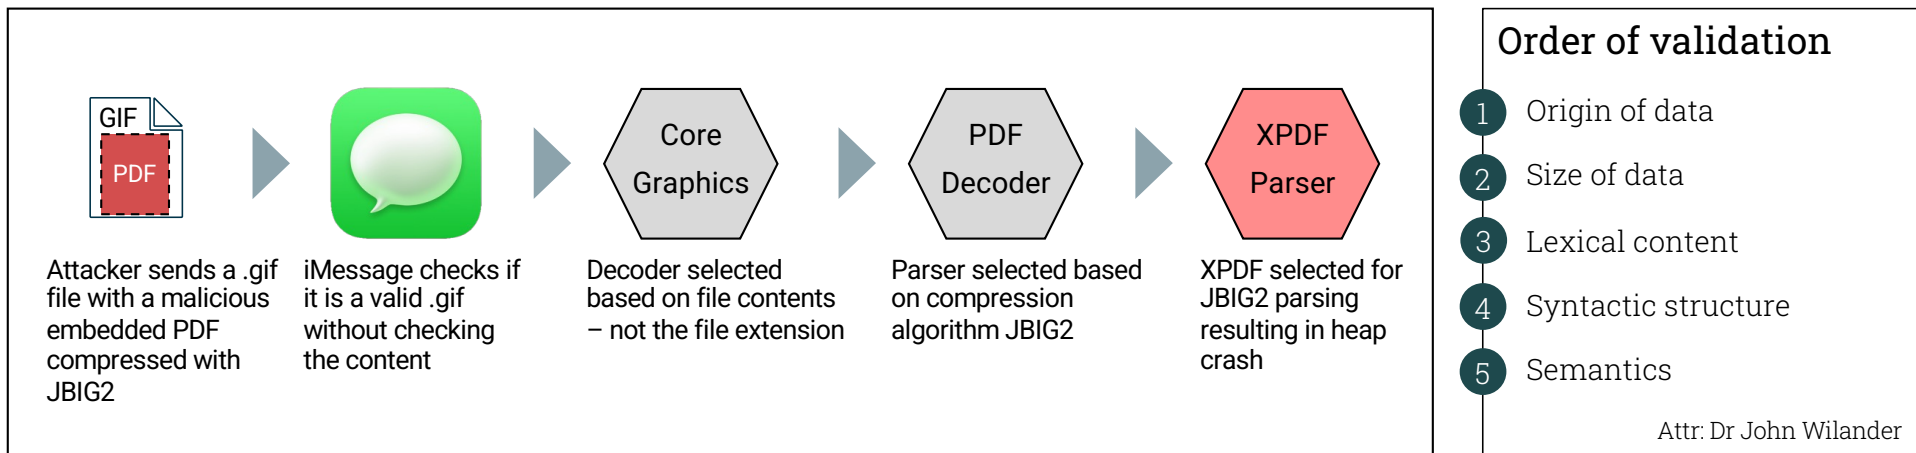 GIF
PDF
Attacker sends a .gif
file with a malicious
embedded PDF
compressed with
JBIG2
iMessage checks if
it is a valid .gif
without checking
the content
Core
Graphics
Decoder selected
based on file contents
– not the file extension
PDF
Decoder
Parser selected based
on compression
algorithm JBIG2
XPDF
Parser
XPDF selected for
JBIG2 parsing
resulting in heap
crash
Order of validation
1 Origin of data
2 Size of data
3 Lexical content
4 Syntactic structure
5 Semantics
Attr: Dr John Wilander